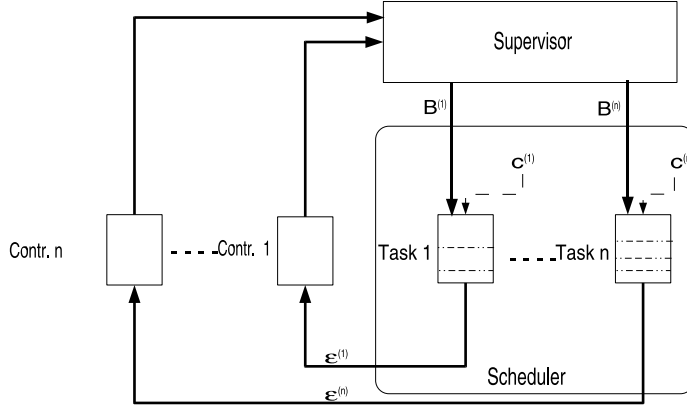 Supervisor
B(1)
B(n)
c(1)
c(
Contr. n
Contr. 1
Task 1
Task n
ε(1)
Scheduler
ε(n)